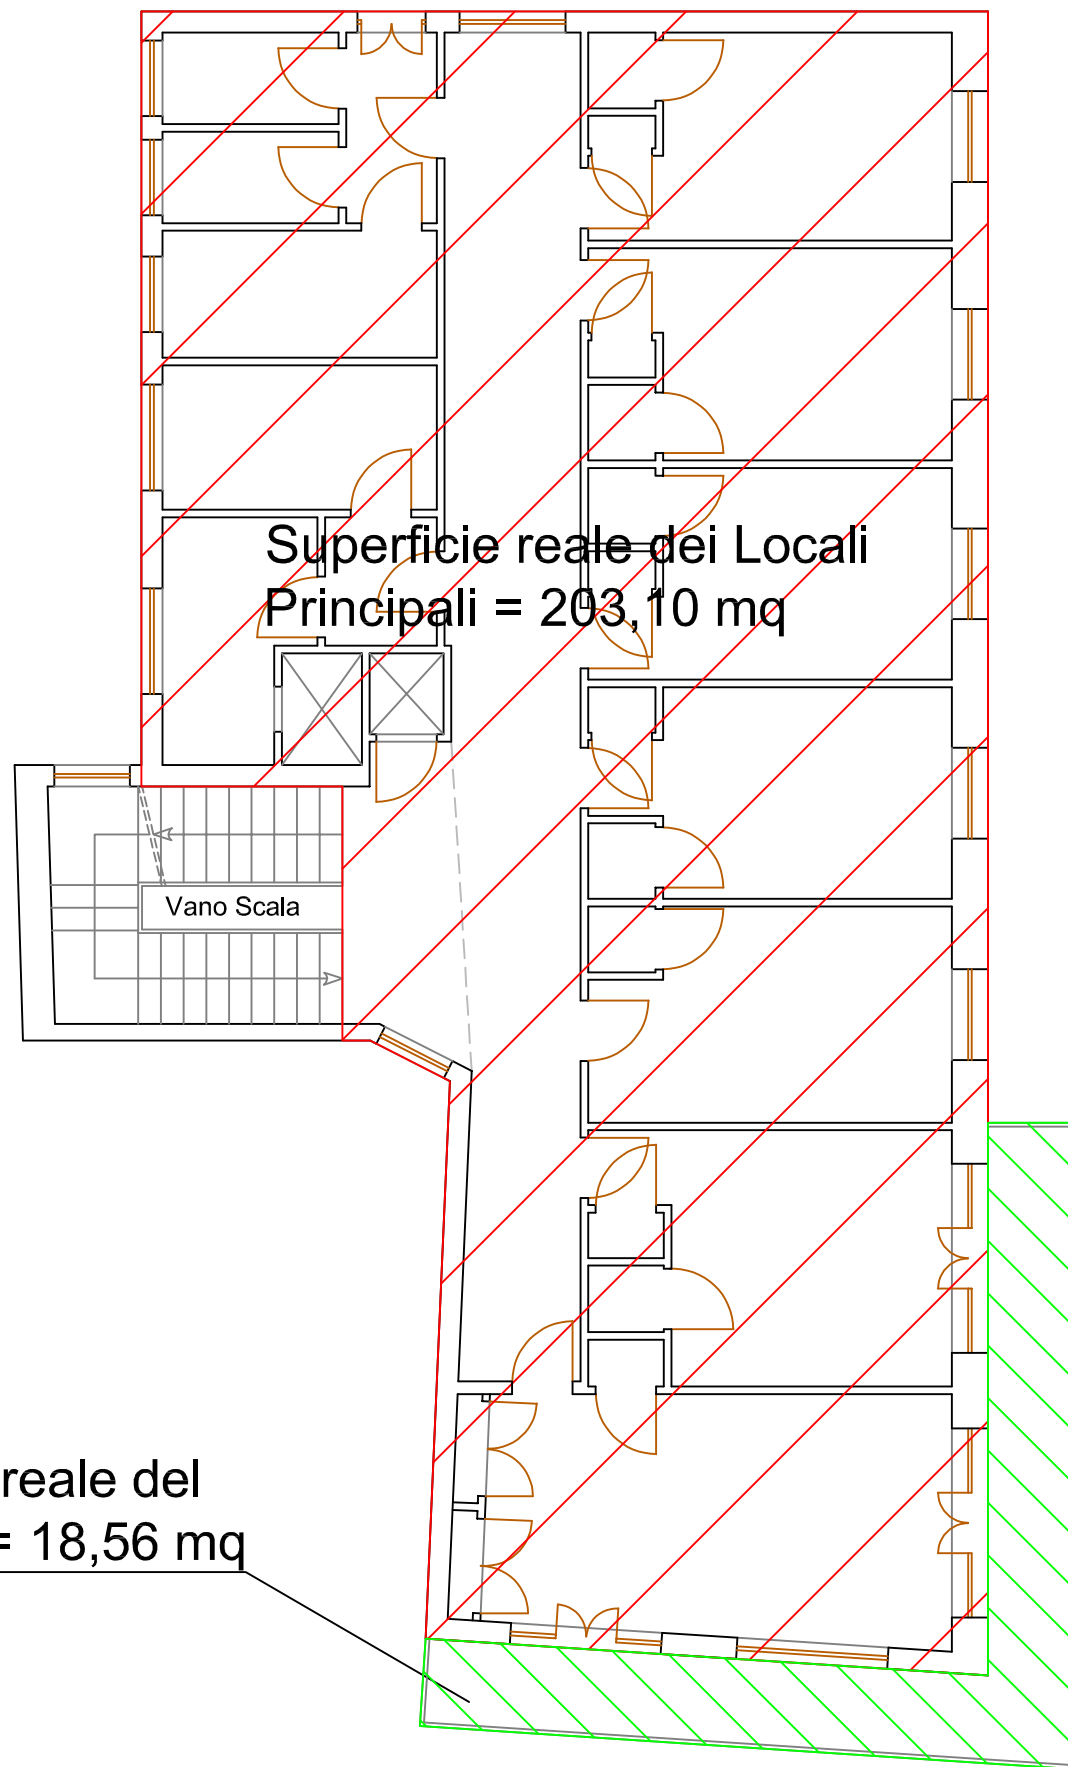 Superficie reale dei Locali
Principali = 203,10 mq
Vano Scala
reale del
= 18,56 mq